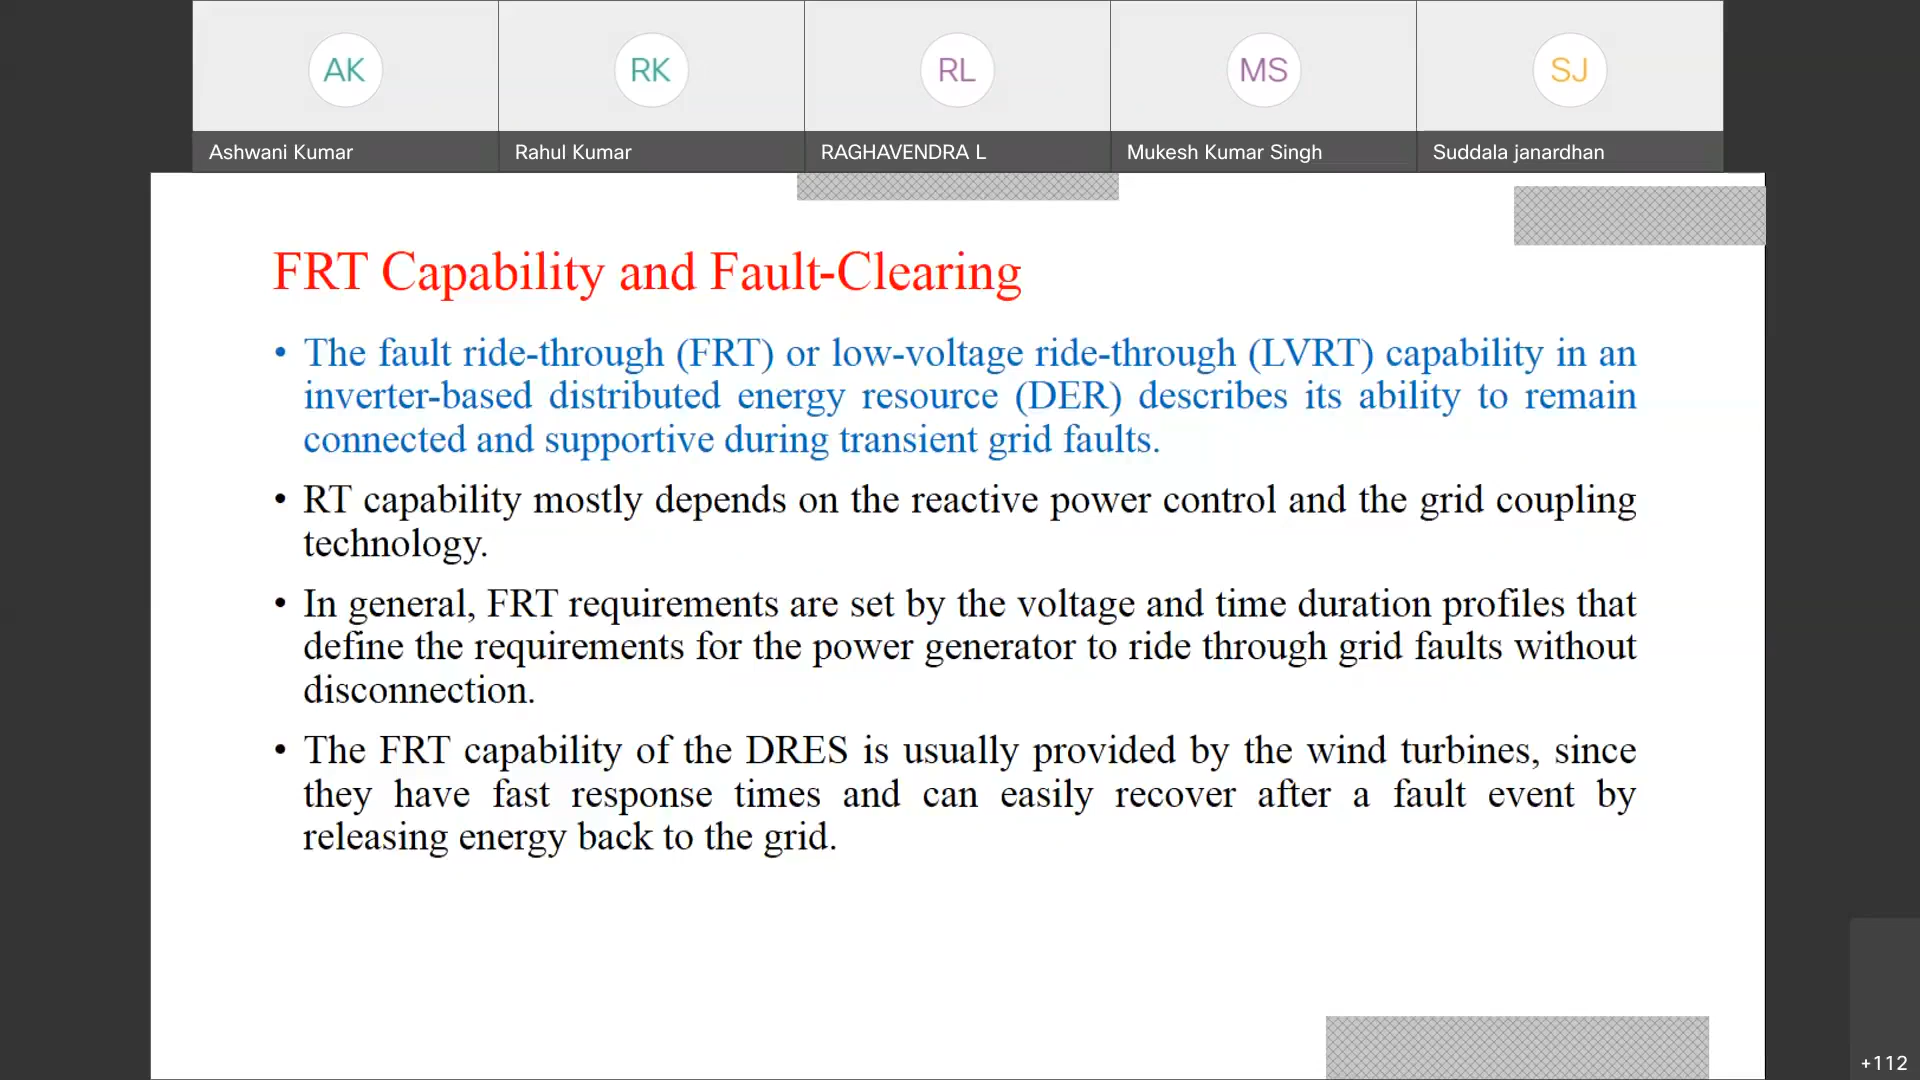 AK
RK
RL
MS
SJ
Ashwani Kumar
Rahul Kumar
RAGHAVENDRA L
Mukesh Kumar Singh
Suddala janardhan
FRT Capability and Fault-Clearing
• The fault ride-through (FRT) or low-voltage ride-through (LVRT) capability in an
inverter-based distributed energy resource (DER) describes its ability to remain
connected and supportive during transient grid faults.
• RT capability mostly depends on the reactive power control and the grid coupling
technology.
• In general, FRT requirements are set by the voltage and time duration profiles that
define the requirements for the power generator to ride through grid faults without
disconnection.
• The FRT capability of the DRES is usually provided by the wind turbines, since
they have fast response times and can easily recover after a fault event by
releasing energy back to the grid.
+112